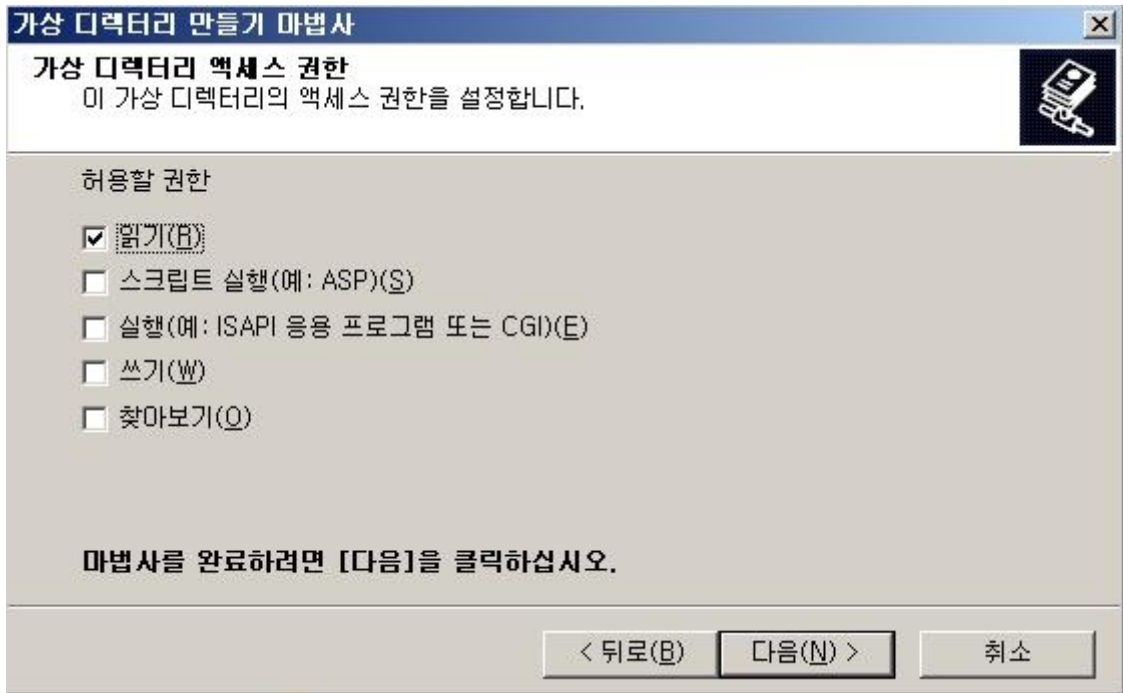 가상 디렉터리 만들기 마법사
가상 디렉터리 액세스 권한
이 가상 디렉터리의 액세스 권한을 설정합니다.
허용할 권한
읽기(R)
스크립트 실행(예: ASP)(S)
실행(예: ISAPI 응용 프로그램 또는 CGI)(E)
쓰기(W)
찾아보기(O)
마법사를 완료하려면 [다음]을 클릭하십시오.
< 뒤로(B) 다음(N) > 취소